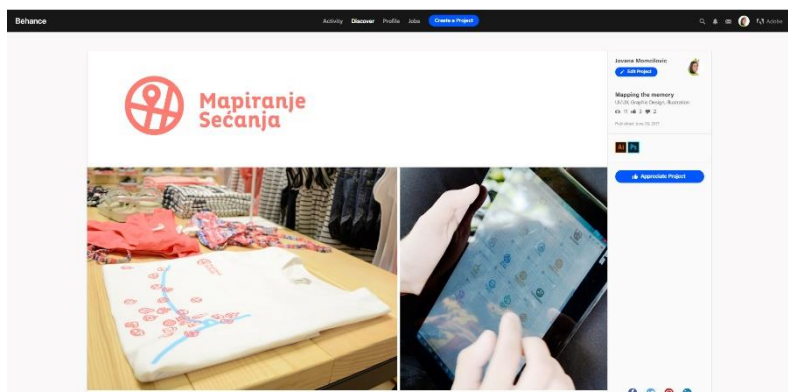 Behance
Activity Discover Profile Jobs Create a Project
Adobe
Mapiranje
Sećanja
Jovana Momcilovic
Edit Project
Mapping the memory
UI/UX, Graphic Design, Illustration
Ai Ps
Appreciate Project